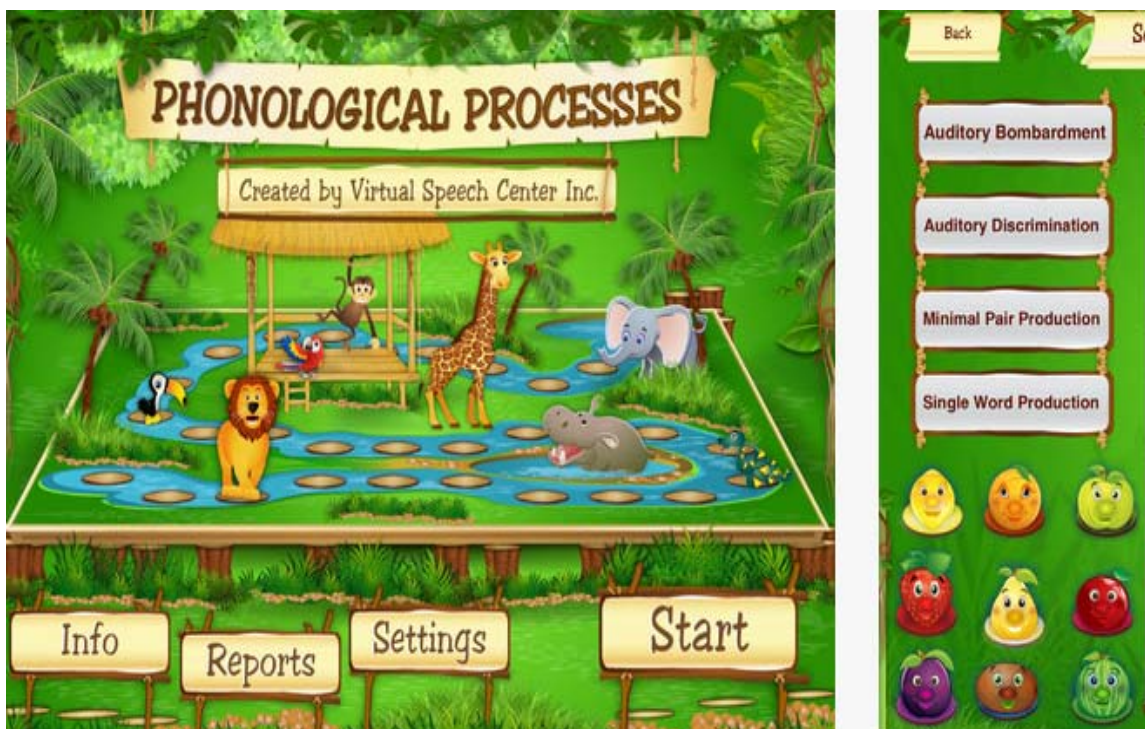 PHONOLOGICAL PROCESSES
Created by Virtual Speech Center Inc.
Info
Reports
Settings
Start
Back
Auditory Bombardment
Auditory Discrimination
Minimal Pair Production
Single Word Production